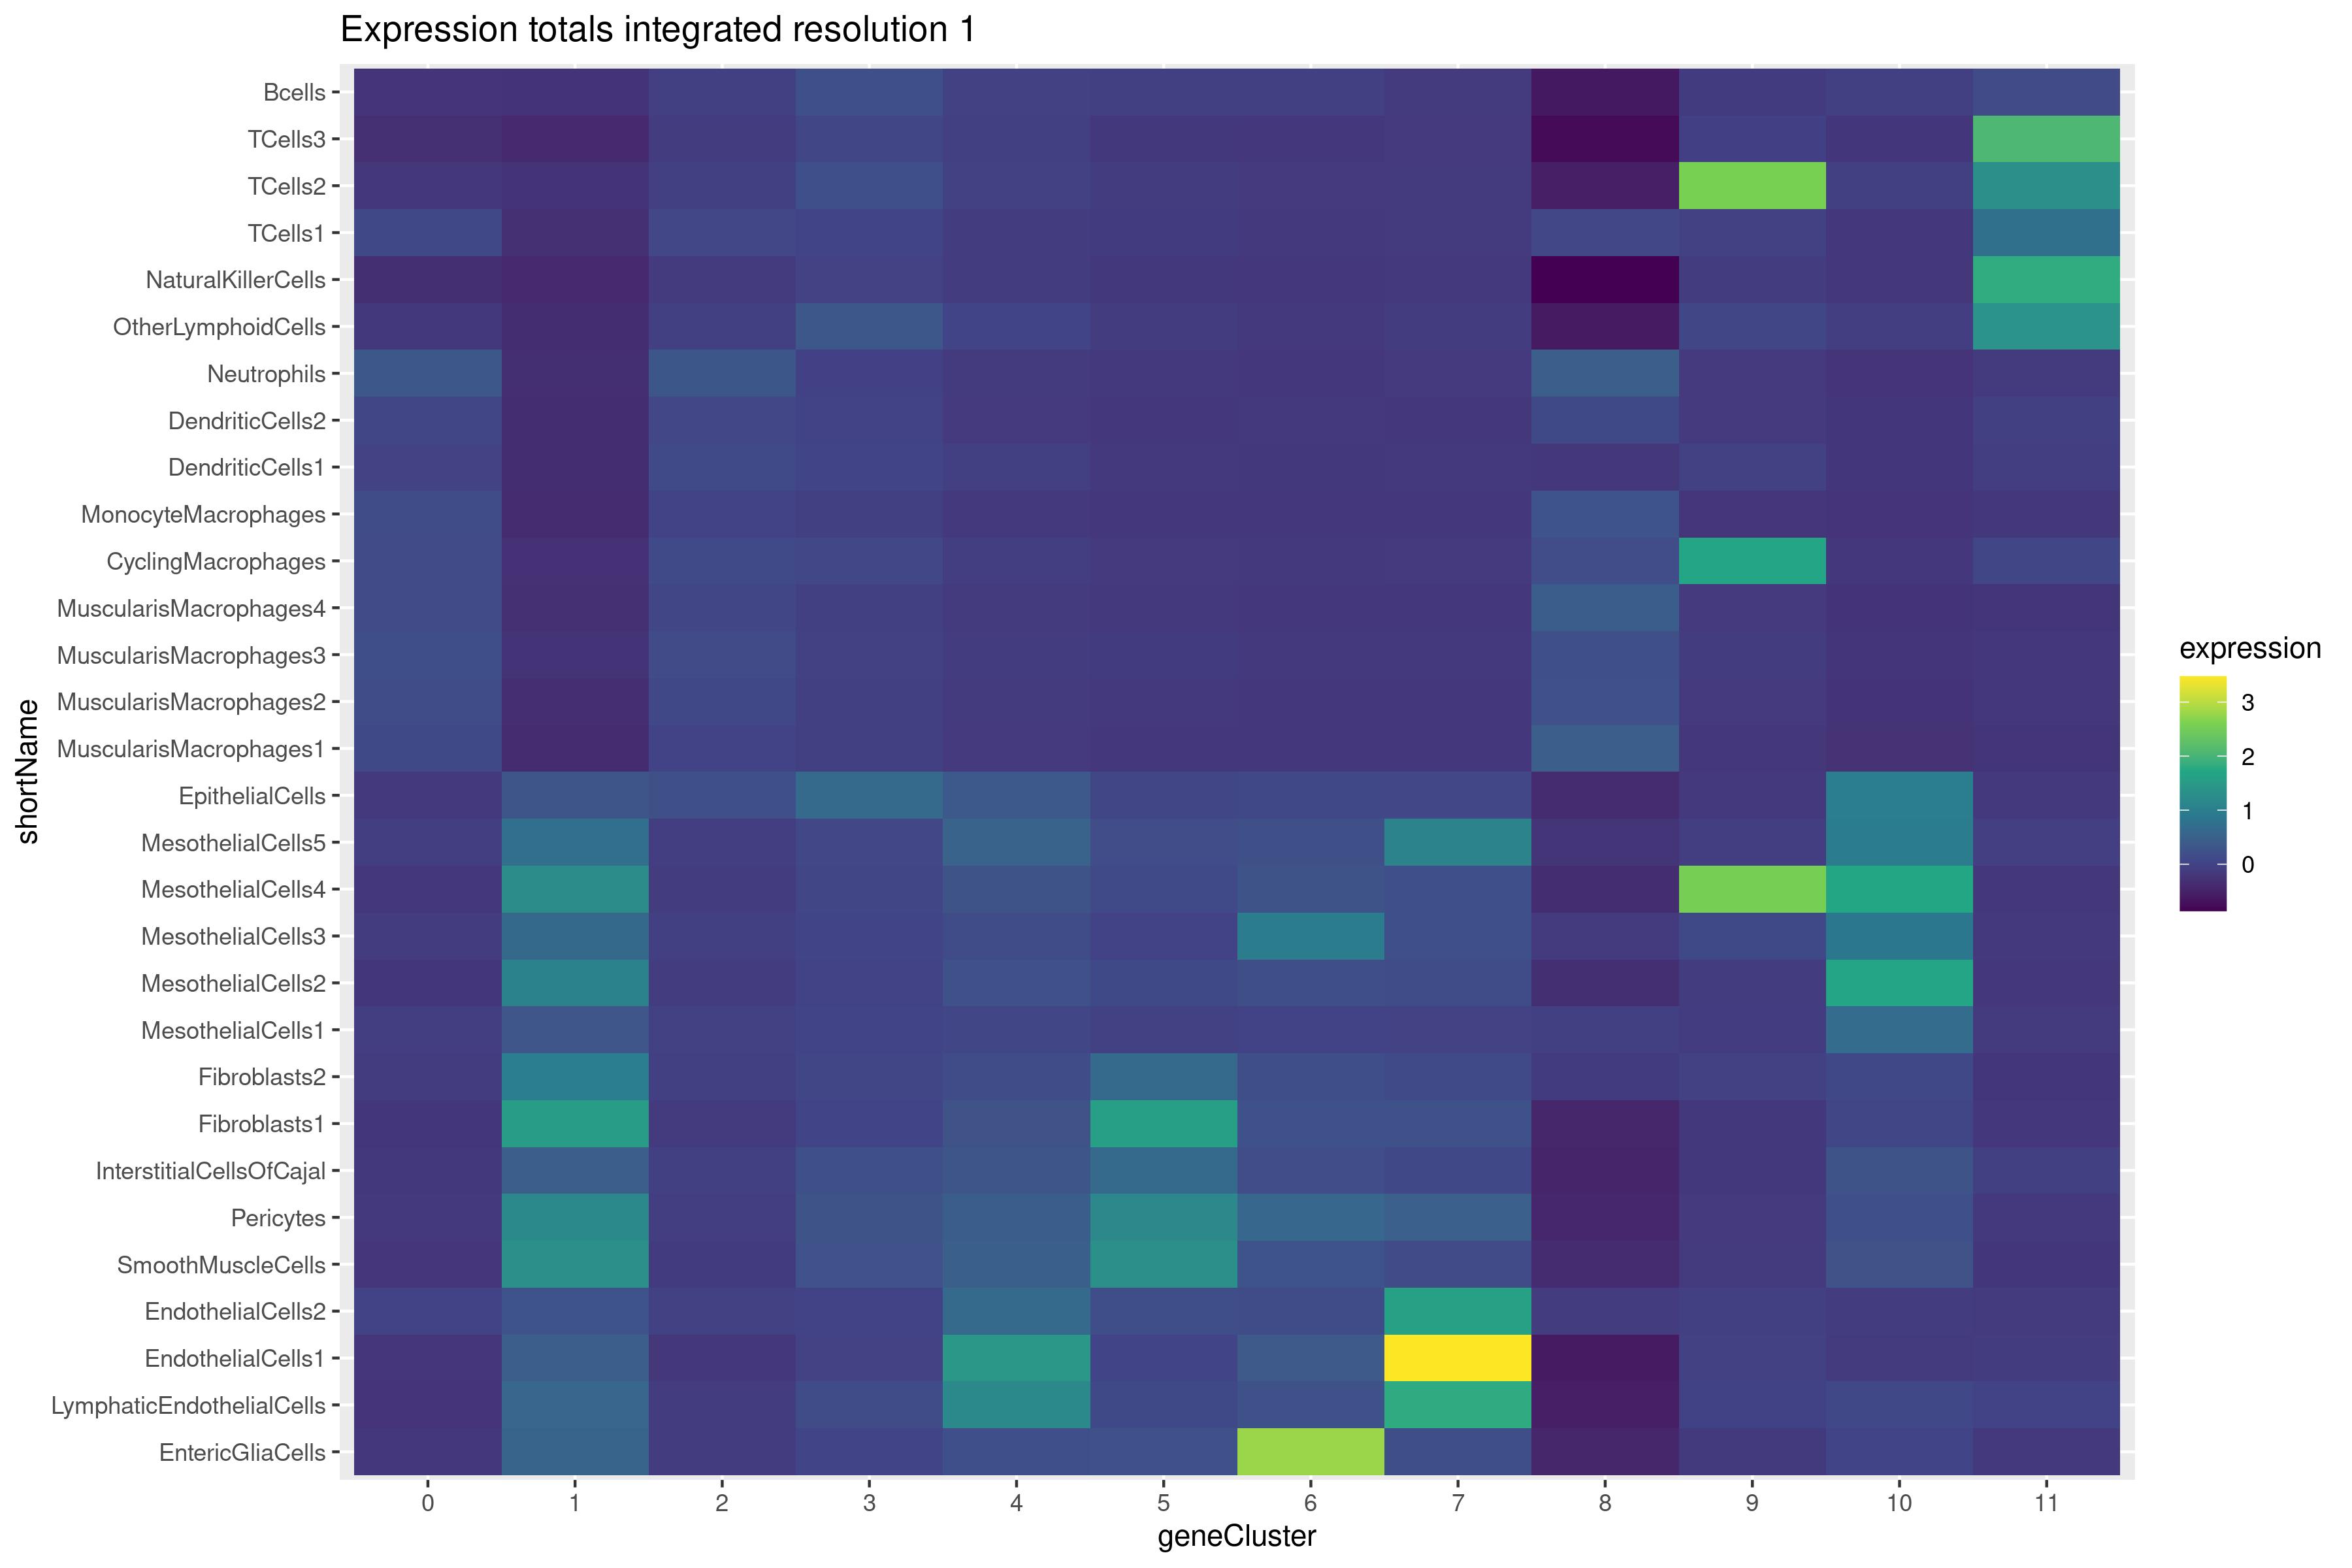 Expression totals integrated resolution 1
Bcells
TCells3
TCells2
TCells1
NaturalKillerCells
OtherLymphoidCells
Neutrophils
DendriticCells2
DendriticCells1
MonocyteMacrophages
CyclingMacrophages
MuscularisMacrophages4
MuscularisMacrophages3
MuscularisMacrophages2
MuscularisMacrophages1
EpithelialCells
MesothelialCells5
MesothelialCells4
MesothelialCells3
MesothelialCells2
MesothelialCells1
Fibroblasts2
Fibroblasts1
InterstitialCellsOfCajal
Pericytes
SmoothMuscleCells
EndothelialCells2
EndothelialCells1
LymphaticEndothelialCells
EntericGliaCells
shortName
0 1 2 3 4 5 6 7 8 9 10 11
geneCluster
expression
3
2
1
0